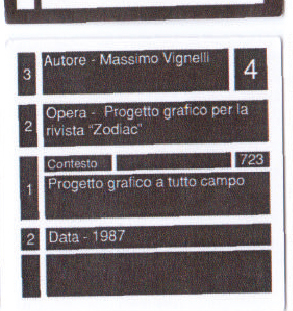 3 Autore - Massimo Vignelli 4
2 Opera - Progetto grafico per la
rivista "Zodiac"
Contesto 723
1 Progetto grafico a tutto campo
2 Data - 1987